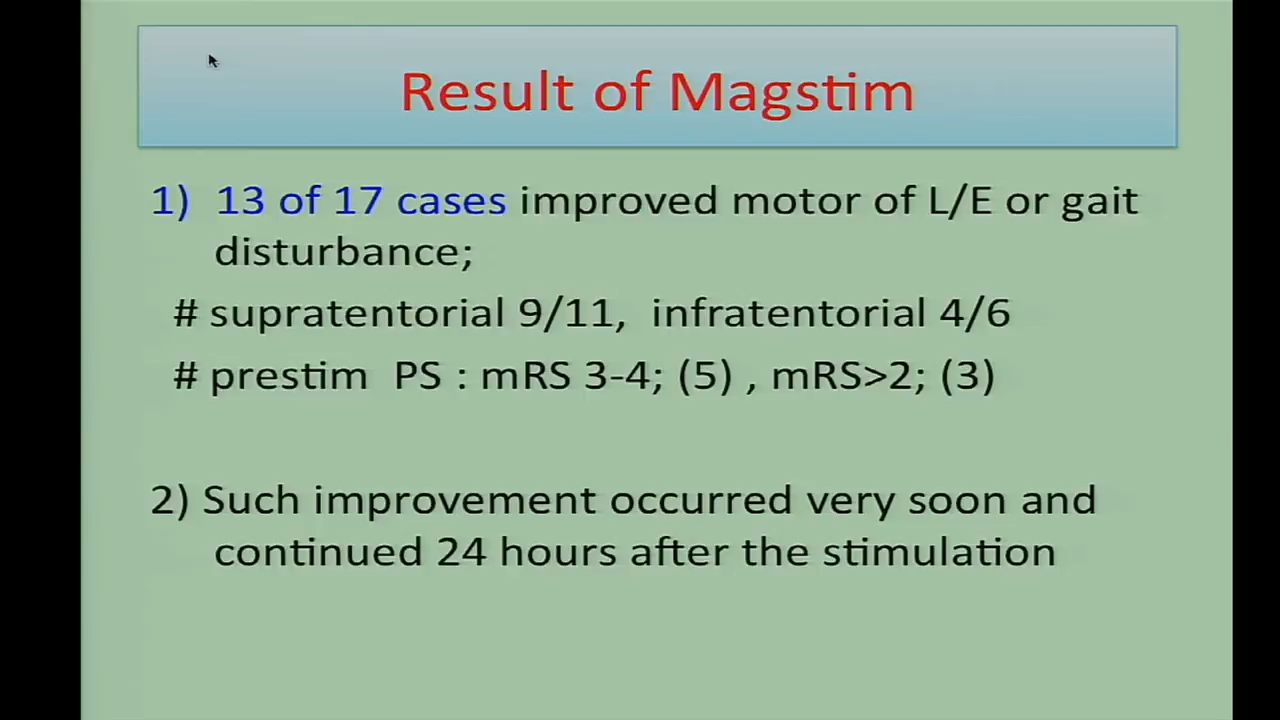 Result of Magstim
1) 13 of 17 cases improved motor of L/E or gait
disturbance;
# supratentorial 9/11, infratentorial 4/6
# prestim PS : mRS 3-4; (5) , mRS>2; (3)
2) Such improvement occurred very soon and
continued 24 hours after the stimulation